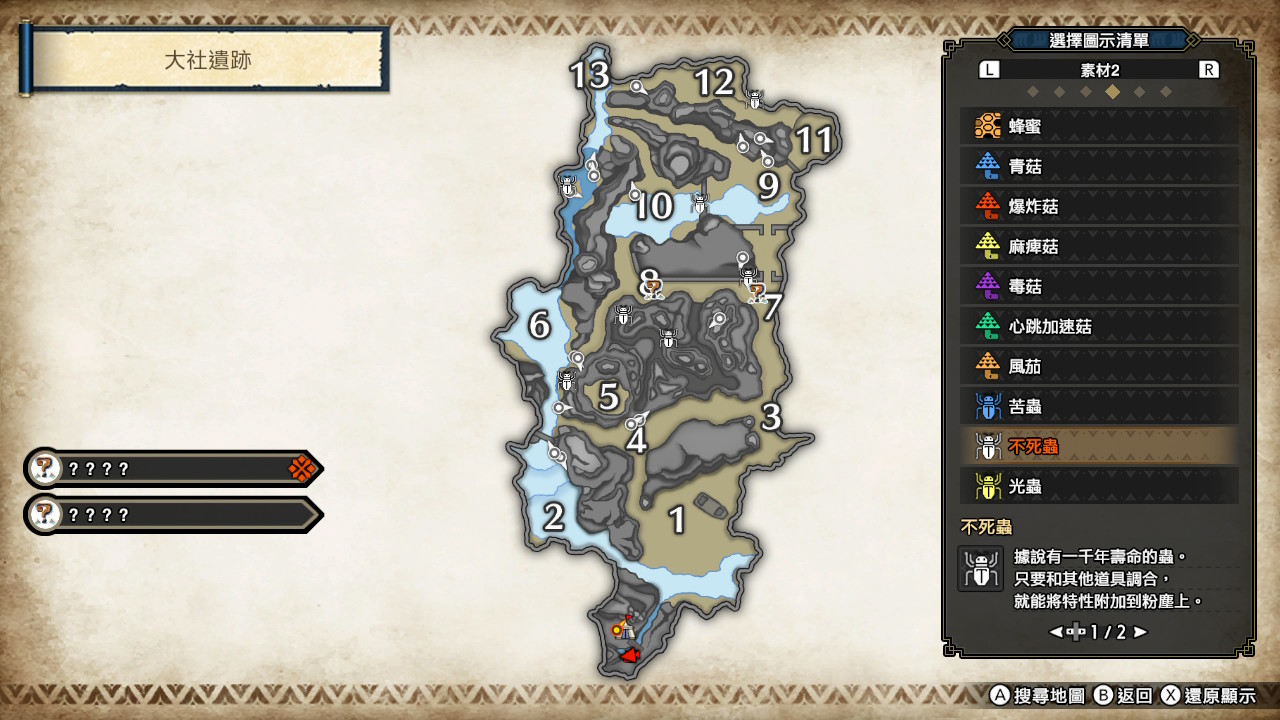 大社遺跡
選擇圖示清單
L 素材2 R
蜂蜜
青菇
爆炸菇
麻痺菇
毒菇
心跳加速菇
風茄
苦蟲
不死蟲
光蟲
不死蟲
據說有一千年壽命的蟲。
只要和其他道具調合，
就能將特性附加到粉塵上。
1/2
13
12
11
9
10
8
7
6
5
4
3
2
1
????
????
A搜尋地圖 B返回 X還原顯示